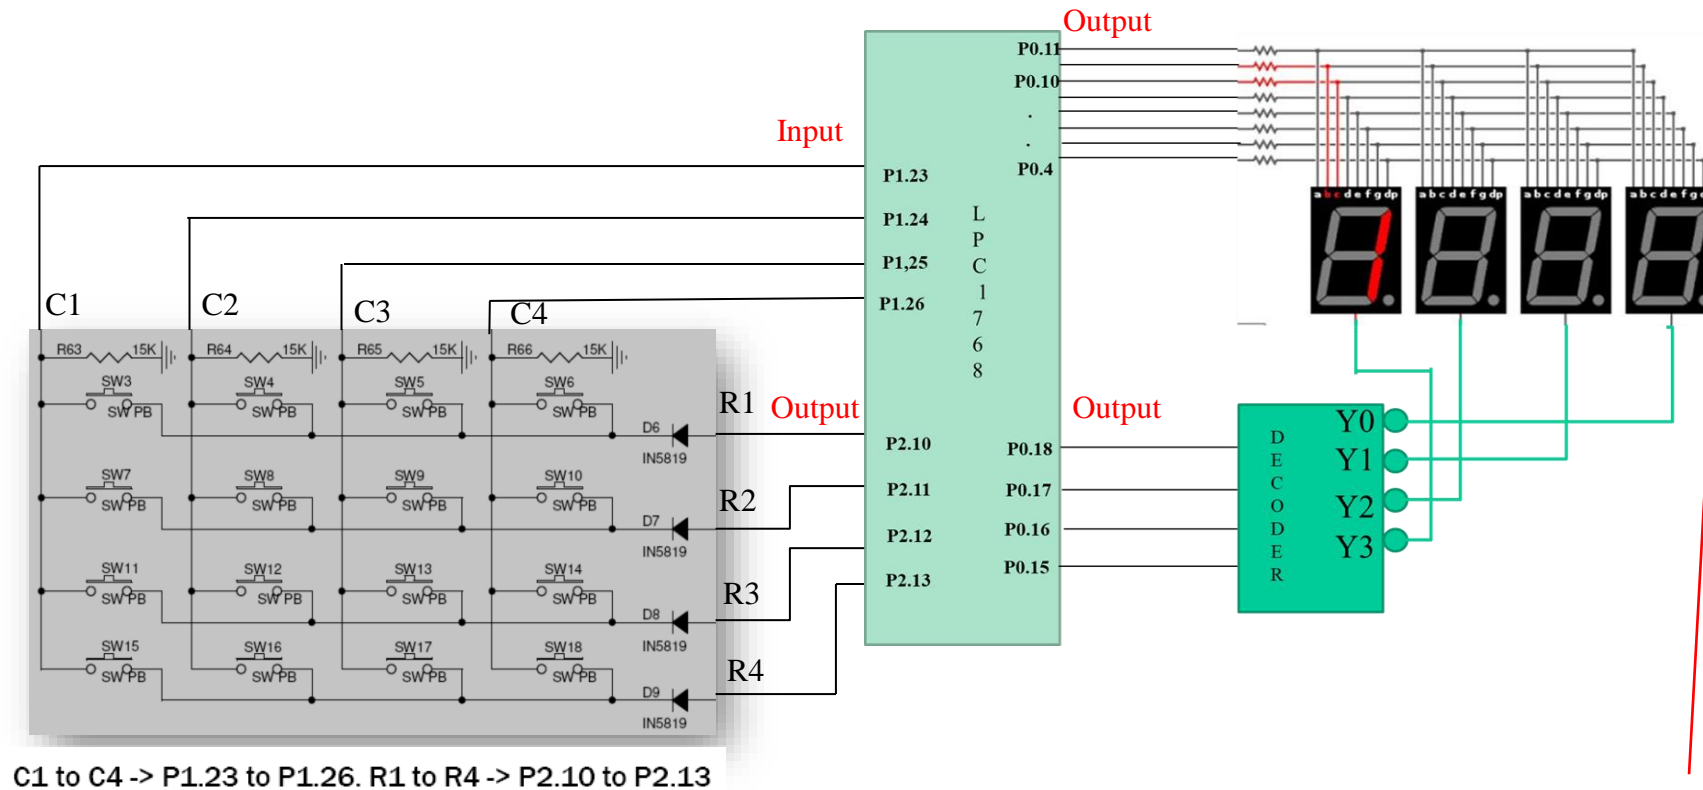 Output
P0.11
P0.10
.
.
P0.4
Input
P1.23
P1.24
P1,25
P1.26
L
P
C
1
7
6
8
a b c d e f g dp
a b c d e f g dp
a b c d e f g dp
a b c d e f g
C1
C2
C3
C4
R63 15K
R64 15K
R65 15K
R66 15K
SW3
SW PB
SW4
SW PB
SW5
SW PB
SW6
SW PB
D6
IN5819
R1
SW7
SW PB
SW8
SW PB
SW9
SW PB
SW10
SW PB
D7
IN5819
R2
SW11
SW PB
SW12
SW PB
SW13
SW PB
SW14
SW PB
D8
IN5819
R3
SW15
SW PB
SW16
SW PB
SW17
SW PB
SW18
SW PB
D9
IN5819
R4
Output
P2.10
P2.11
P2.12
P2.13
Output
P0.18
P0.17
P0.16
P0.15
D
E
C
O
D
E
R
Y0
Y1
Y2
Y3
C1 to C4 -> P1.23 to P1.26. R1 to R4 -> P2.10 to P2.13